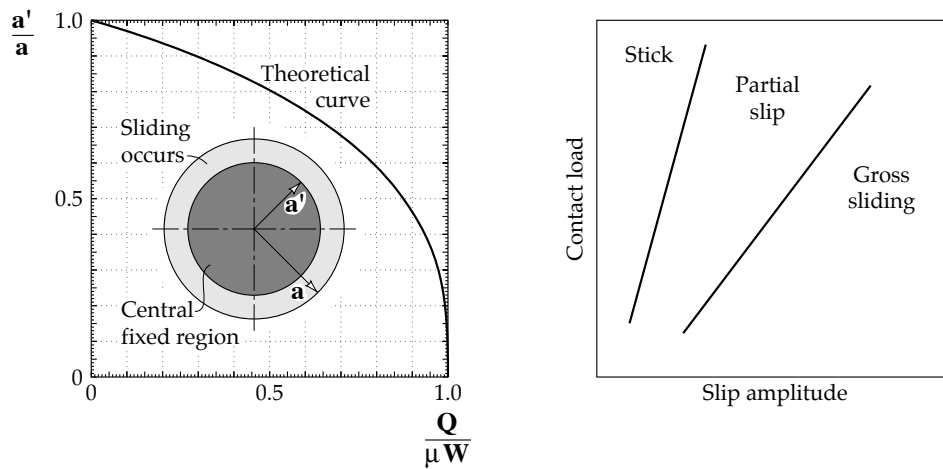 a'
a
1.0
0.5
0
0
0.5
1.0
Q
μ W
Theoretical
curve
Sliding
occurs
a'
a
Central
fixed region
Stick
Partial
slip
Gross
sliding
Contact load
Slip amplitude